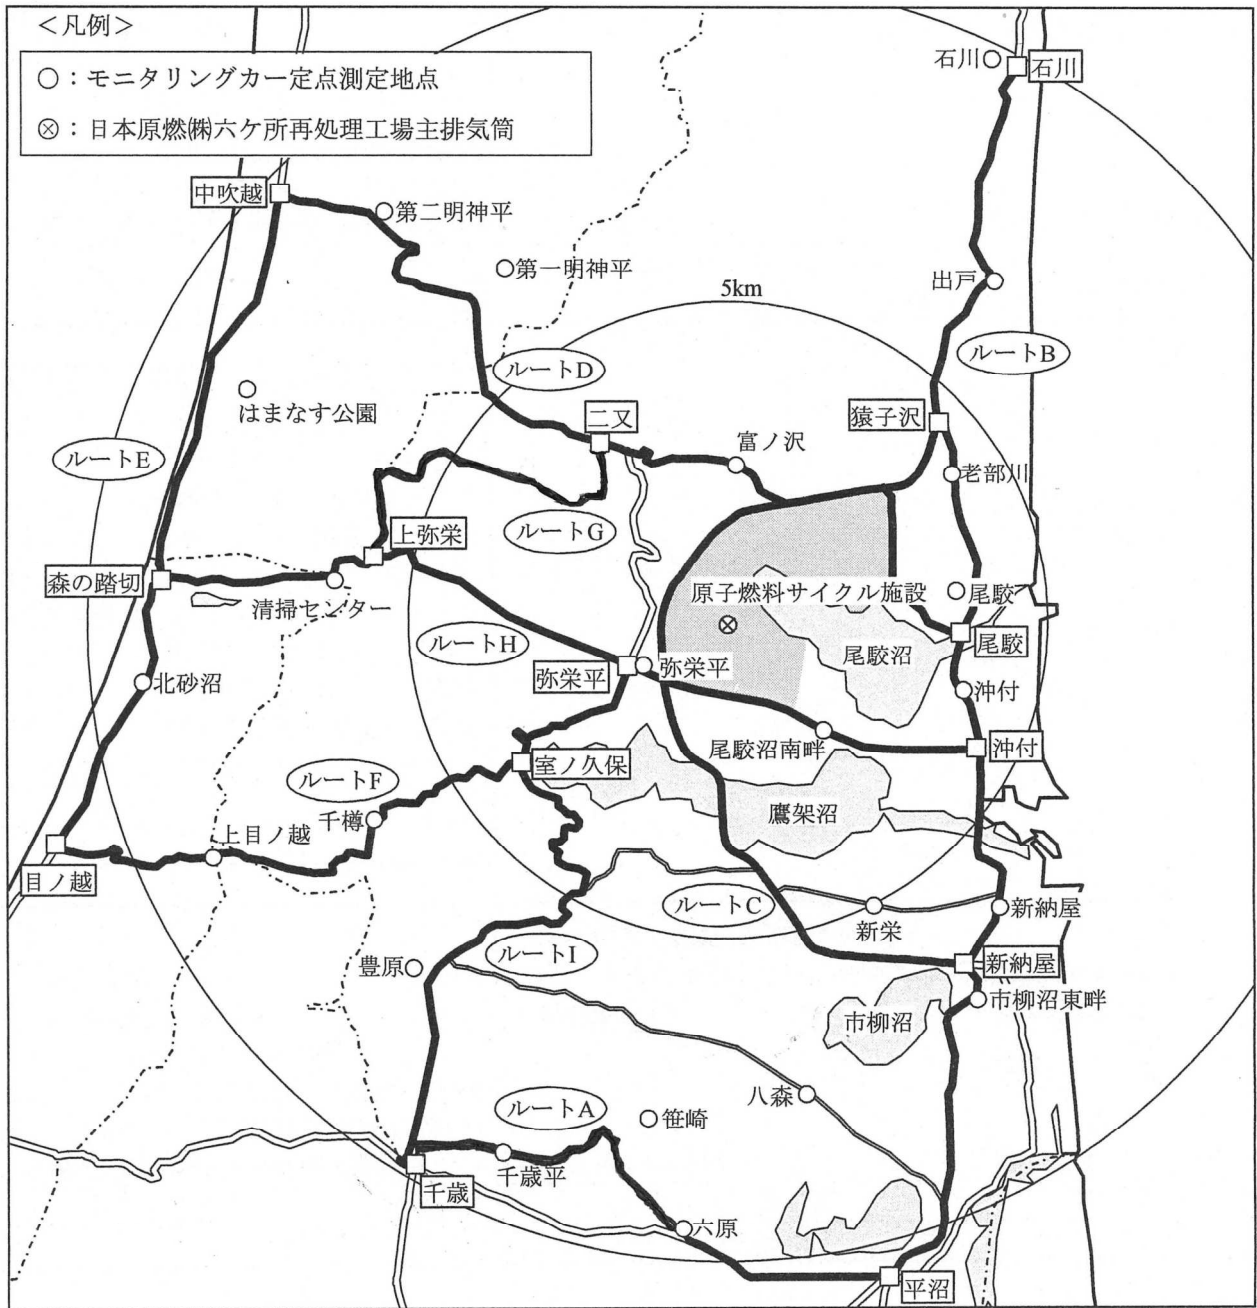 <凡例>
○:モニタリングカー定点測定地点
⊗:日本原燃㈱六ケ所再処理工場主排気筒
石川
石川
中吹越
第二明神平
第一明神平
出戸
5km
ルートB
ルートD
はまなす公園
二又
猿子沢
富ノ沢
ルートE
老部川
ルートG
上弥栄
森の踏切
清掃センター
原子燃料サイクル施設
尾駮
尾駮
ルートH
尾駮沼
弥栄平
弥栄平
北砂沼
沖付
尾駮沼南畔
沖付
室ノ久保
ルートF
千樽
鷹架沼
上目ノ越
目ノ越
ルートC
新栄
新納屋
ルートI
豊原
新納屋
市柳沼東畔
市柳沼
八森
ルートA
笹崎
千歳平
千歳
六原
平沼